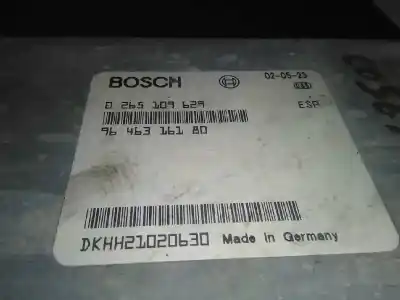 BOSCH
02-05-23
0 265 109 629
ESP
96 463 161 80
DKHH21020630 Made in Germany